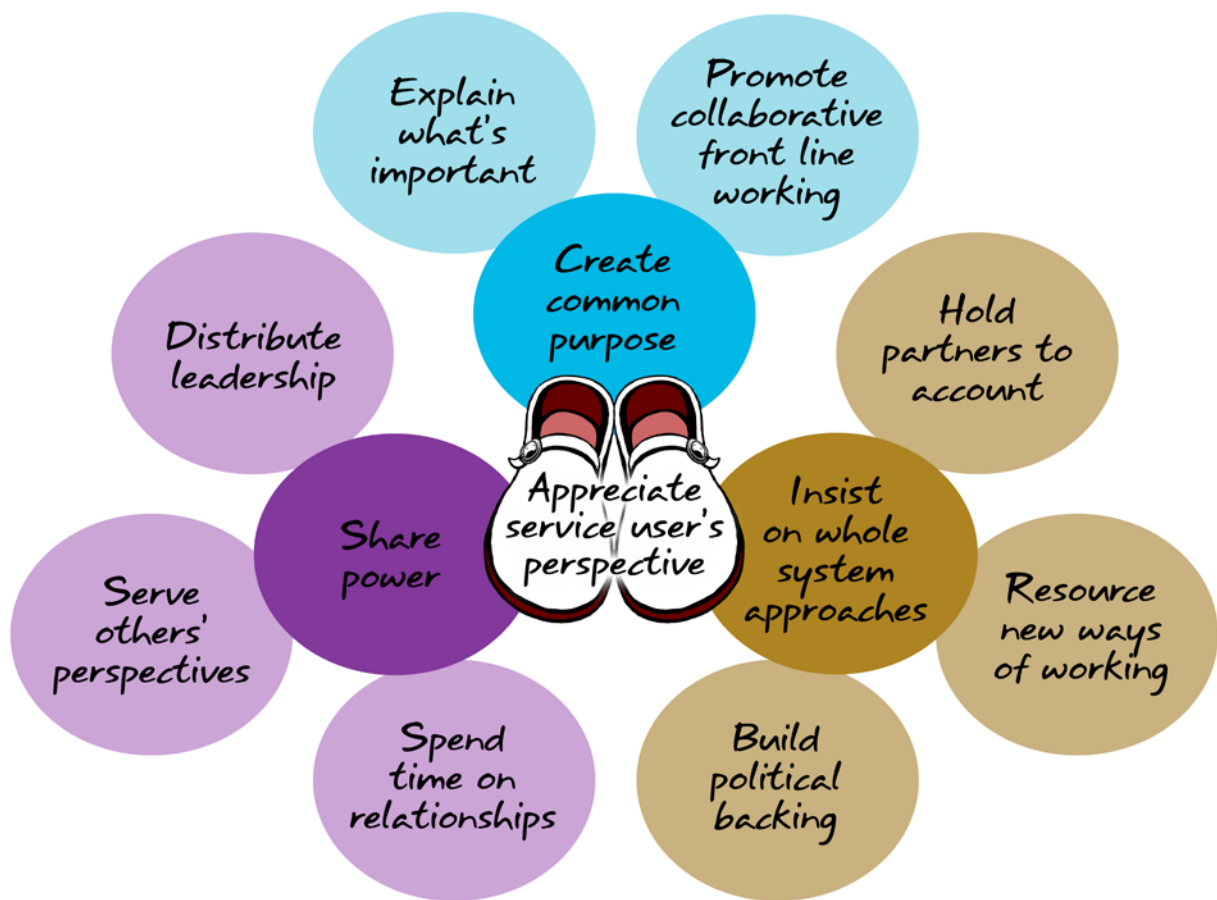 Explain
what's
important
Promote
collaborative
front line
working
Create
common
purpose
Distribute
leadership
Hold
partners to
account
Share
power
Appreciate
service user's
perspective
Insist
on whole
system
approaches
Serve
others'
perspectives
Resource
new ways
of working
Spend
time on
relationships
Build
political
backing